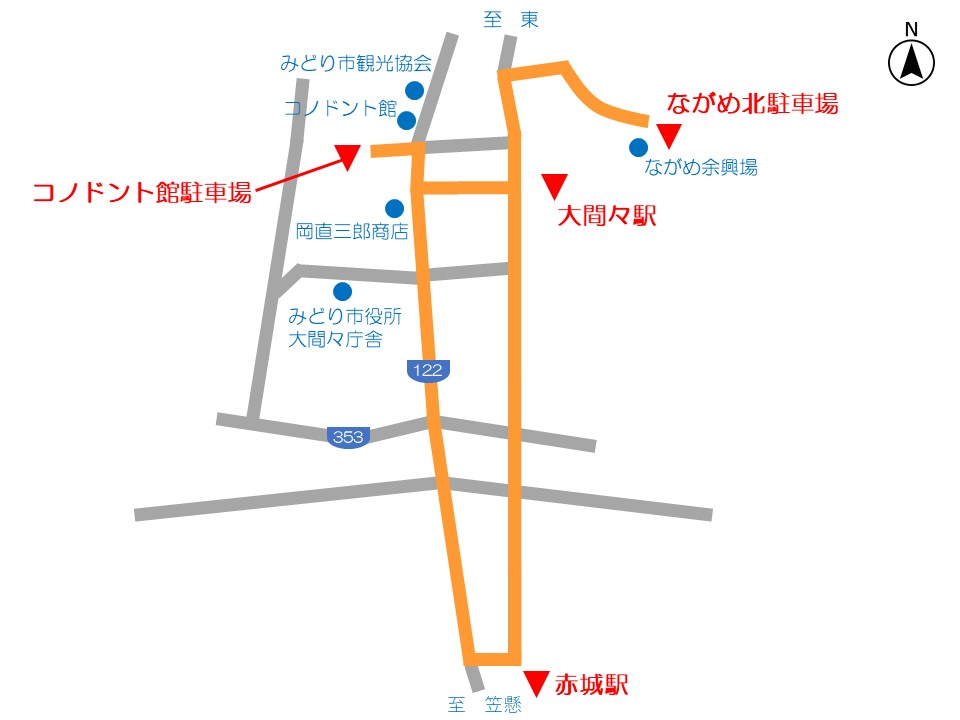 至　東
N
みどり市観光協会
コノドント館
ながめ北駐車場
コノドント館駐車場
ながめ余興場
大間々駅
岡直三郎商店
みどり市役所
大間々庁舎
122
353
赤城駅
至　笠懸